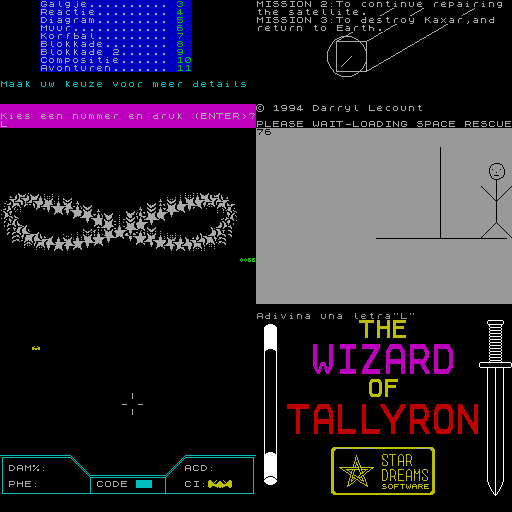 Galgje........ 3
Reactie....... 4
Diagram....... 5
Muur.......... 6
Korfbal....... 7
Blokkade...... 8
Blokkade 2.... 9
Compositie.... 10
Avonturen..... 11
Maak uw keuze voor meer details
Kies een nummer en druk (ENTER)?
L
MISSION 2:To continue repairing
the satellite.
MISSION 3:To destroy Kaxar,and
return to Earth.
© 1994 Darryl Lecount
PLEASE WAIT-LOADING SPACE RESCUE
76
Adivina una letra"L"
DAM%:
ACD:
PHE:
CODE
CI:
THE
WIZARD
OF
TALLYRON
STAR
DREAMS
SOFTWARE